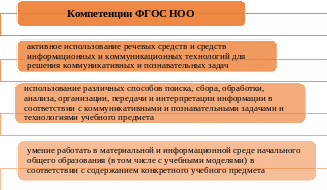 Компетенции ФГОС НОО
активное использование речевых средств и средств
информационных и коммуникационных технологий для
решения коммуникативных и познавательных задач
использование различных способов поиска, сбора, обработки,
анализа, организации, передачи и интерпретации информации в
соответствии с коммуникативными и познавательными задачами и
технологиями учебного предмета
умение работать в материальной и информационной среде начального
общего образования (в том числе с учебными моделями) в
соответствии с содержанием конкретного учебного предмета